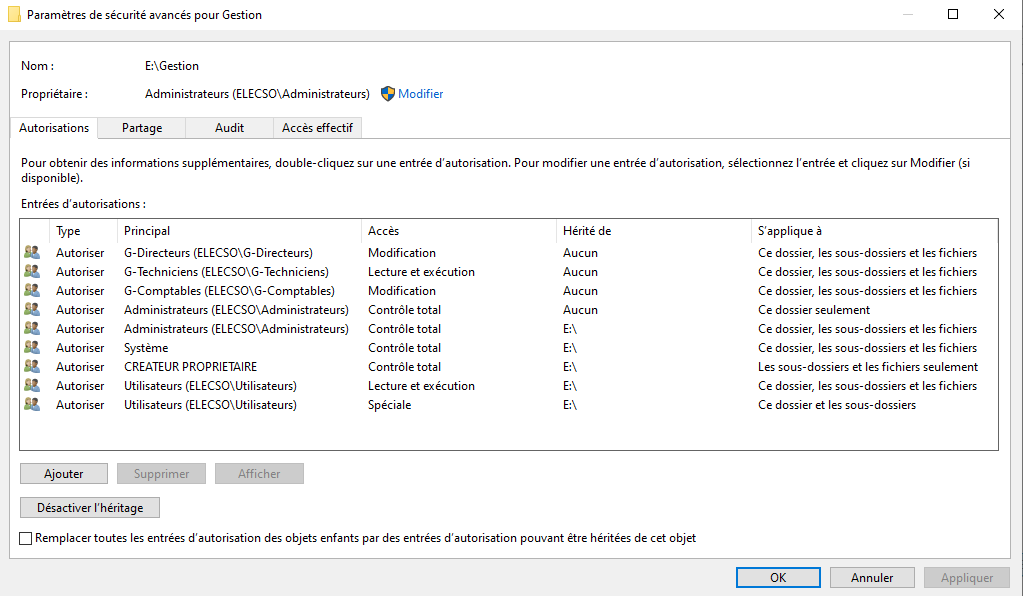 Paramètres de sécurité avancés pour Gestion
Nom : E:\Gestion
Propriétaire : Administrateurs (ELECSO\Administrateurs) Modifier
Autorisations Partage Audit Accès effectif
Pour obtenir des informations supplémentaires, double-cliquez sur une entrée d’autorisation. Pour modifier une entrée d’autorisation, sélectionnez l’entrée et cliquez sur Modifier (si
disponible).
Entrées d’autorisations :
Type Principal Accès Hérité de S’applique à
Autoriser G-Directeurs (ELECSO\G-Directeurs) Modification Aucun Ce dossier, les sous-dossiers et les fichiers
Autoriser G-Techniciens (ELECSO\G-Techniciens) Lecture et exécution Aucun Ce dossier, les sous-dossiers et les fichiers
Autoriser G-Comptables (ELECSO\G-Comptables) Modification Aucun Ce dossier, les sous-dossiers et les fichiers
Autoriser Administrateurs (ELECSO\Administrateurs) Contrôle total Aucun Ce dossier seulement
Autoriser Administrateurs (ELECSO\Administrateurs) Contrôle total E:\ Ce dossier, les sous-dossiers et les fichiers
Autoriser Système Contrôle total E:\ Ce dossier, les sous-dossiers et les fichiers
Autoriser CREATEUR PROPRIETAIRE Contrôle total E:\ Les sous-dossiers et les fichiers seulement
Autoriser Utilisateurs (ELECSO\Utilisateurs) Lecture et exécution E:\ Ce dossier, les sous-dossiers et les fichiers
Autoriser Utilisateurs (ELECSO\Utilisateurs) Spéciale E:\ Ce dossier et les sous-dossiers
Ajouter Supprimer Afficher
Désactiver l’héritage
Remplacer toutes les entrées d’autorisation des objets enfants par des entrées d’autorisation pouvant être héritées de cet objet
OK Annuler Appliquer